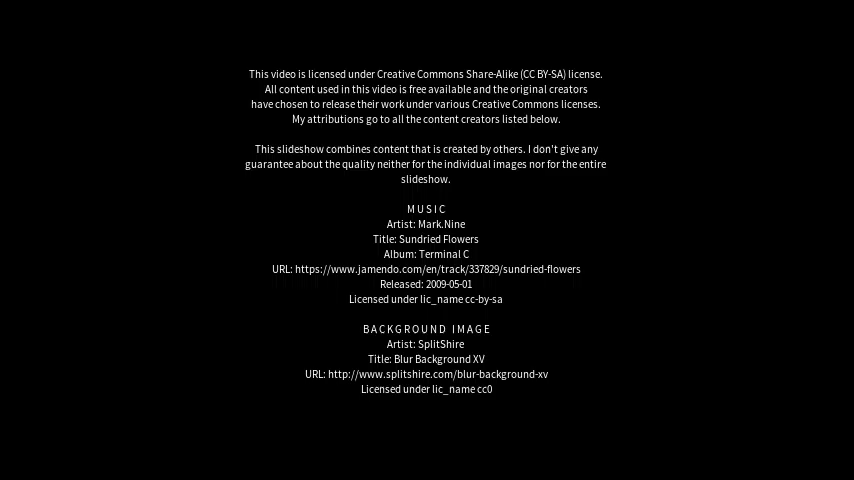 This video is licensed under Creative Commons Share-Alike (CC BY-SA) license.
All content used in this video is free available and the original creators
have chosen to release their work under various Creative Commons licenses.
My attributions go to all the content creators listed below.
This slideshow combines content that is created by others. I don't give any
guarantee about the quality neither for the individual images nor for the entire
slideshow.
MUSIC
Artist: Mark.Nine
Title: Sundried Flowers
Album: Terminal C
URL: https://www.jamendo.com/en/track/337829/sundried-flowers
Released: 2009-05-01
Licensed under lic_name cc-by-sa
BACKGROUND IMAGE
Artist: SplitShire
Title: Blur Background XV
URL: http://www.splitshire.com/blur-background-xv
Licensed under lic_name cc0